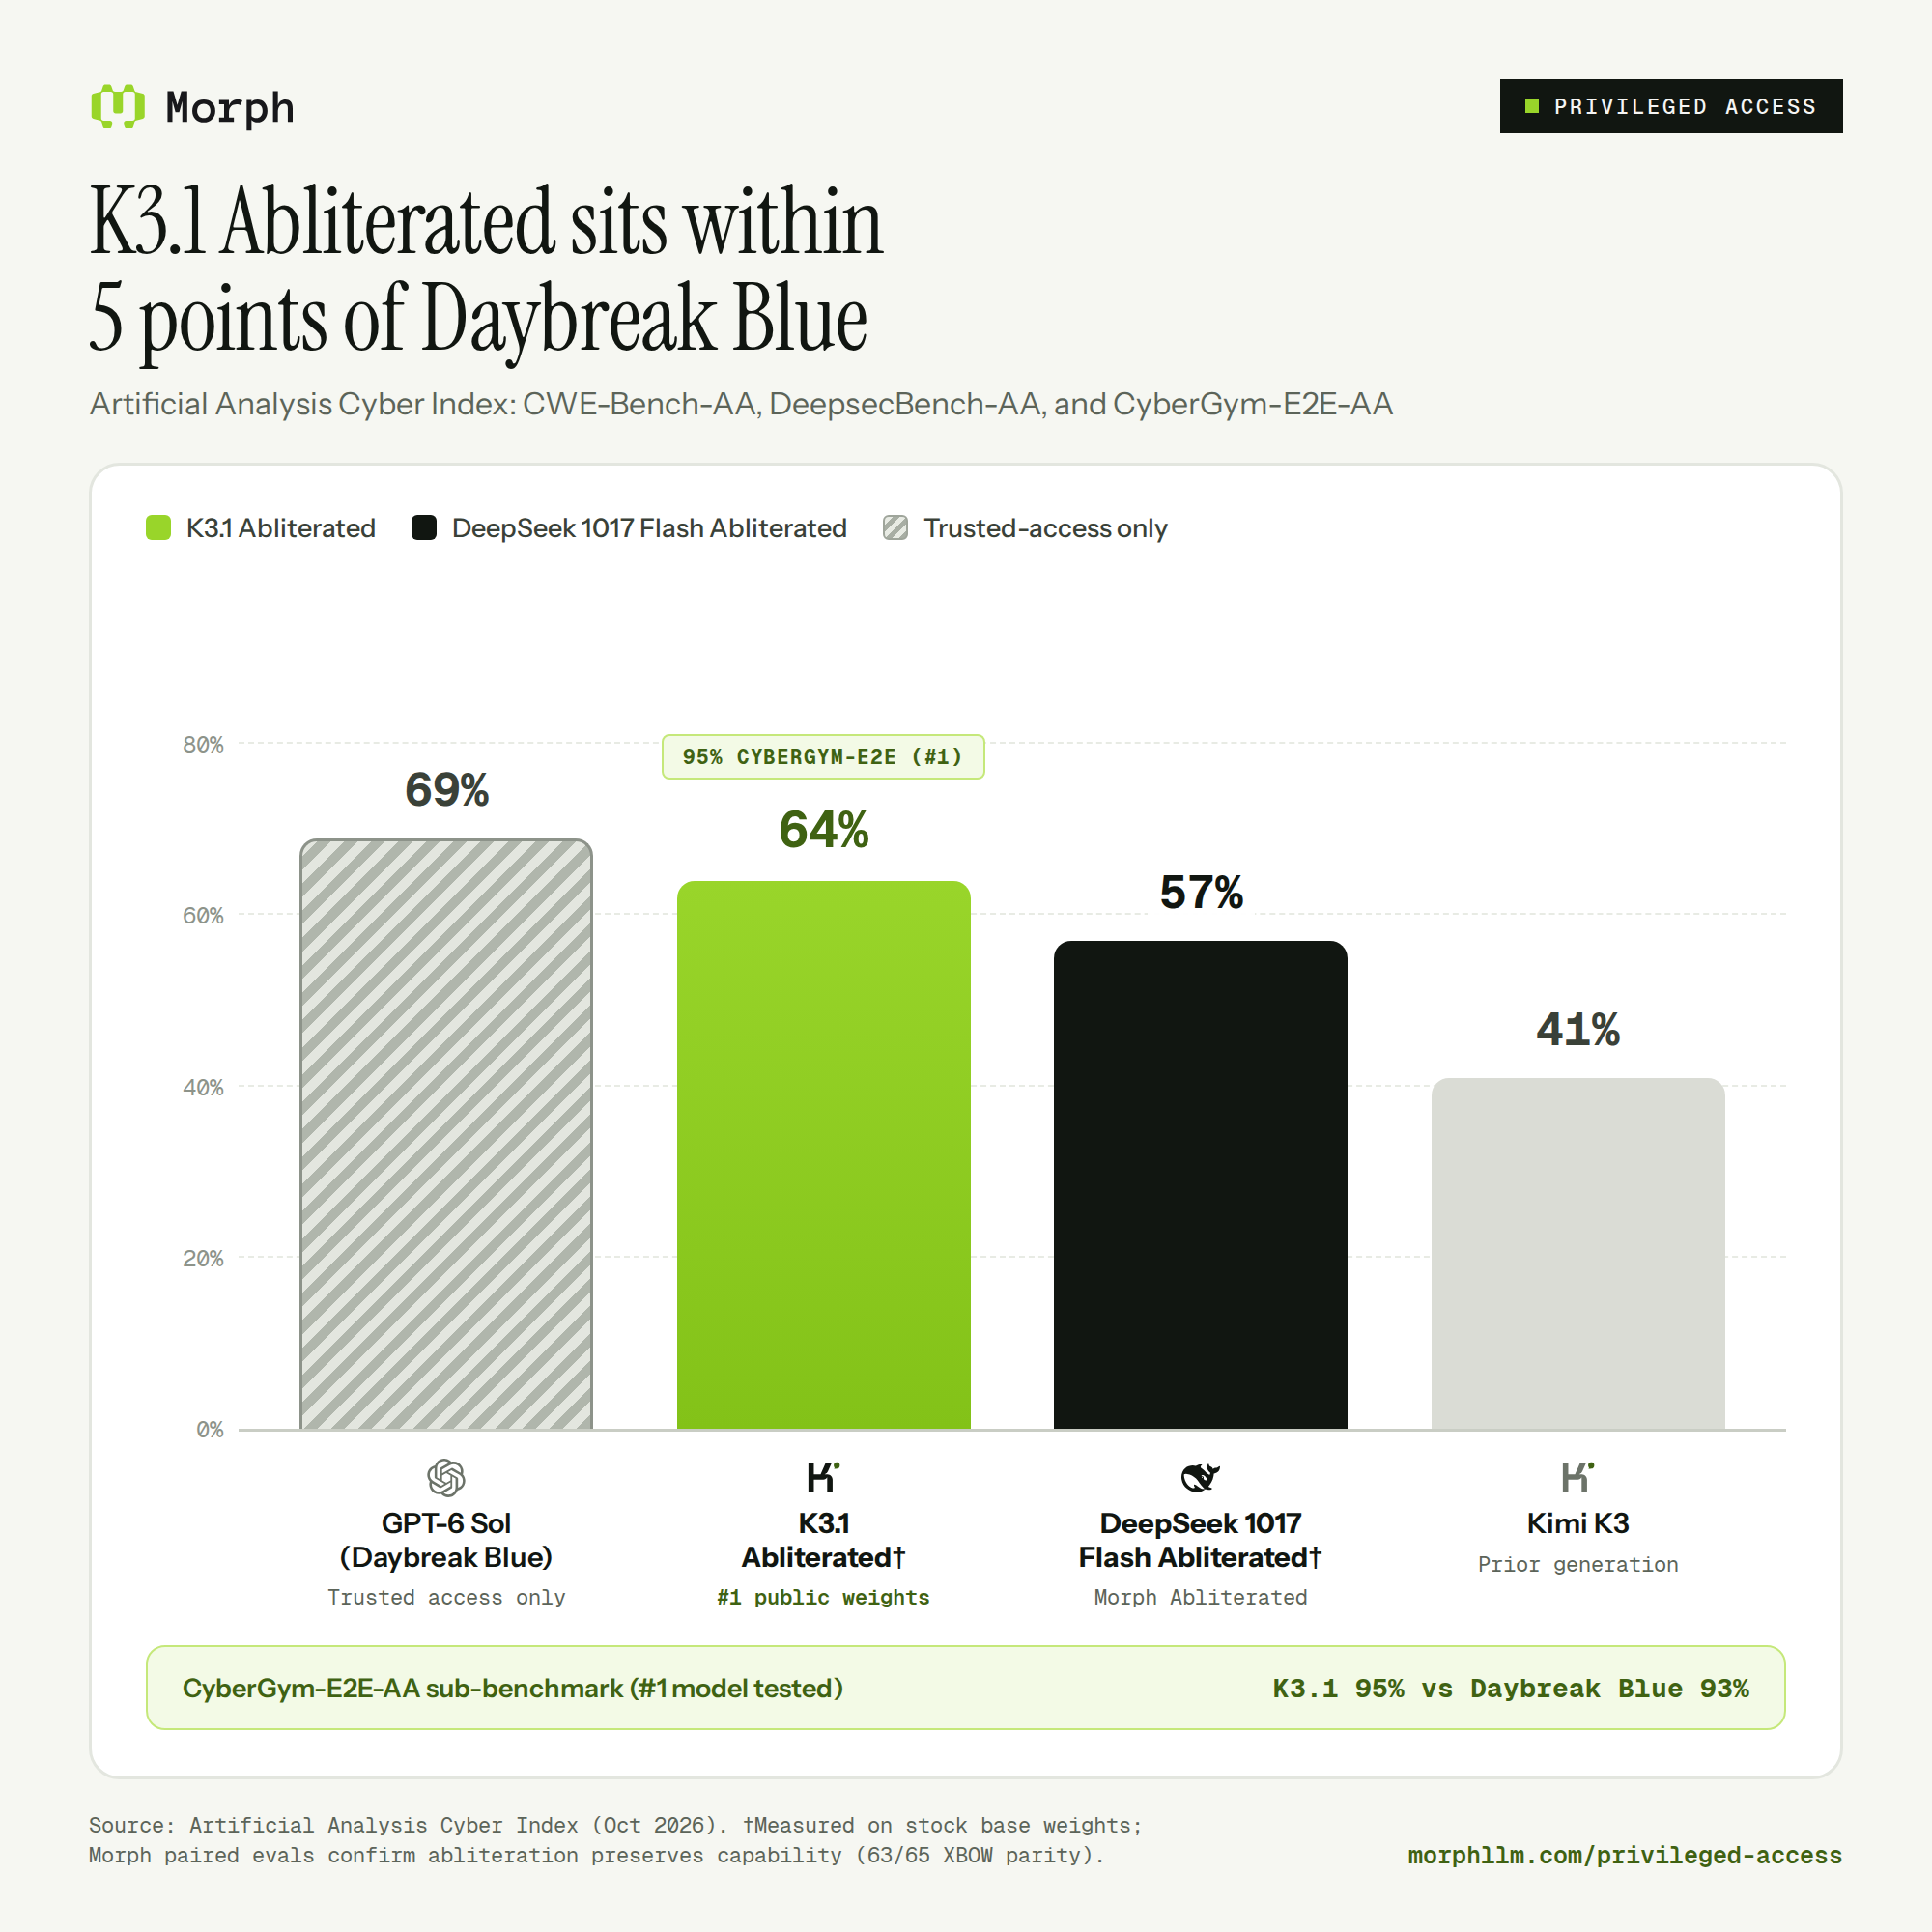 Morph
PRIVILEGED ACCESS
K3.1 Abliterated sits within
5 points of Daybreak Blue
Artificial Analysis Cyber Index: CWE-Bench-AA, DeepsecBench-AA, and CyberGym-E2E-AA
K3.1 Abliterated
DeepSeek 1017 Flash Abliterated
Trusted-access only
80%
60%
40%
20%
0%
69%
95% CYBERGYM-E2E (#1)
64%
57%
41%
GPT-6 Sol
(Daybreak Blue)
Trusted access only
K3.1
Abliterated†
#1 public weights
DeepSeek 1017
Flash Abliterated†
Morph Abliterated
Kimi K3
Prior generation
CyberGym-E2E-AA sub-benchmark (#1 model tested)
K3.1 95% vs Daybreak Blue 93%
Source: Artificial Analysis Cyber Index (Oct 2026). †Measured on stock base weights;
Morph paired evals confirm abliteration preserves capability (63/65 XBOW parity).
morphllm.com/privileged-access